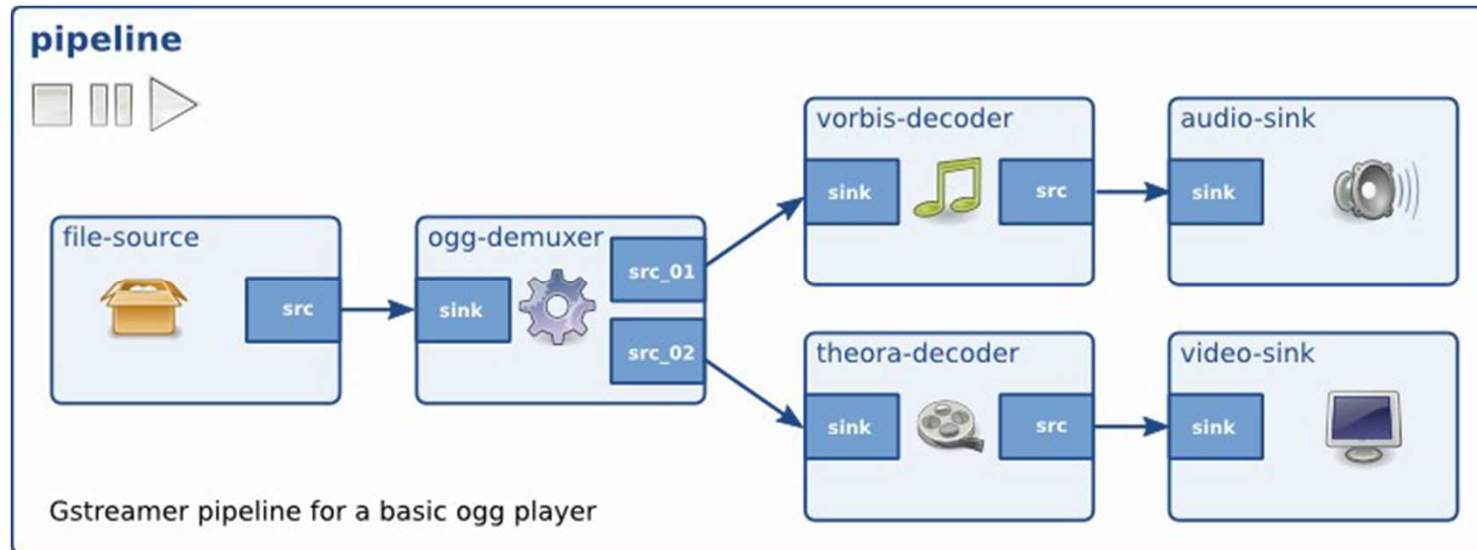 pipeline
file-source
src
ogg-demuxer
sink
src_01
src_02
vorbis-decoder
sink
src
audio-sink
sink
theora-decoder
sink
src
video-sink
sink
Gstreamer pipeline for a basic ogg player